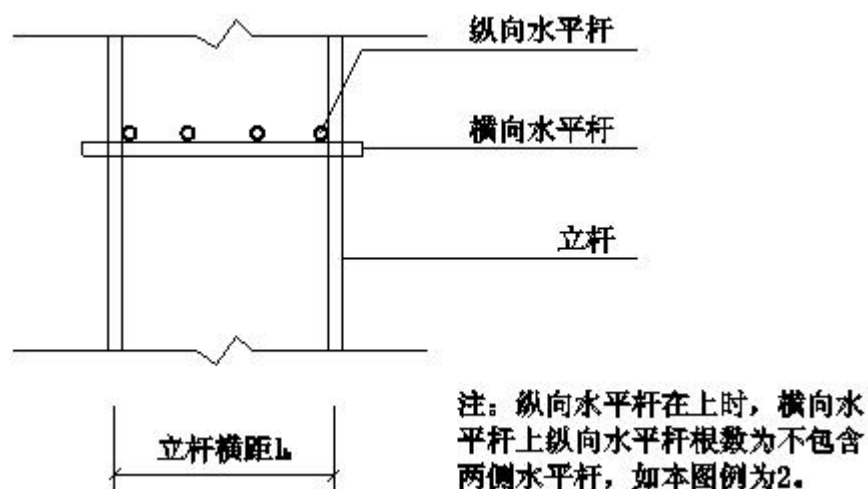 纵向水平杆
横向水平杆
立杆
立杆横距l
注：纵向水平杆在上时，横向水
平杆上纵向水平杆根数为不包含
两侧水平杆，如本图例为2。